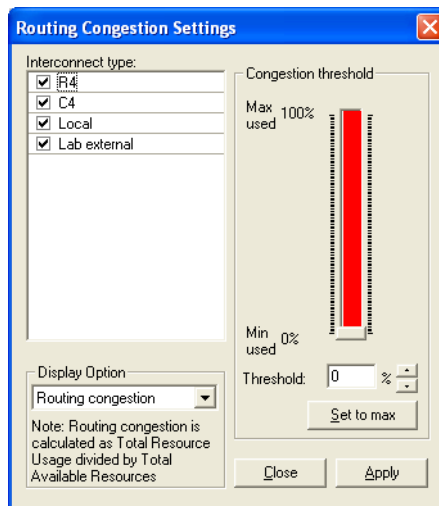 Routing Congestion Settings
Interconnect type:
R4
C4
Local
Lab external
Congestion threshold
Max used 100%
Min used 0%
Threshold: 0 %
Set to max
Display Option
Routing congestion
Note: Routing congestion is
calculated as Total Resource
Usage divided by Total
Available Resources
Close
Apply